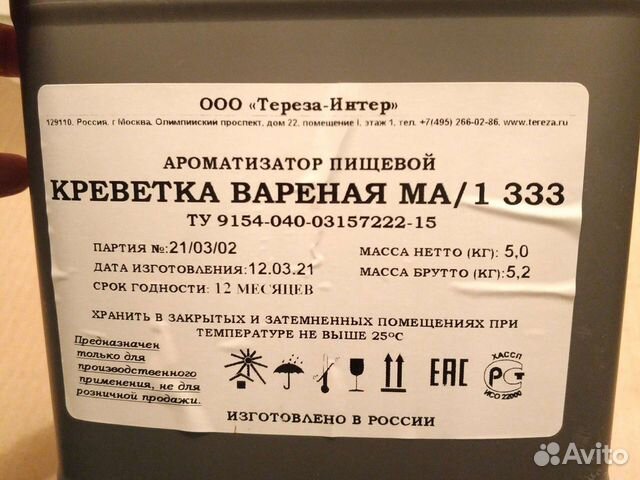 ООО «Тереза-Интер»
129110, Россия, г Москва, Олимпийский проспект, дом 22, помещение I, этаж 1, тел. +7(495) 266-02-86, www.tereza.ru
АРОМАТИЗАТОР ПИЩЕВОЙ
КРЕВЕТКА ВАРЕНАЯ МА/1 333
ТУ 9154-040-03157222-15
ПАРТИЯ №:21/03/02
МАССА НЕТТО (КГ): 5,0
ДАТА ИЗГОТОВЛЕНИЯ:12.03.21
МАССА БРУТТО (КГ):5,2
СРОК ГОДНОСТИ: 12 МЕСЯЦЕВ
ХРАНИТЬ В ЗАКРЫТЫХ И ЗАТЕМНЕННЫХ ПОМЕЩЕНИЯХ ПРИ
ТЕМПЕРАТУРЕ НЕ ВЫШЕ 25ºС
Предназначен
только для
производственного
применения, не для
розничной продажи.
ЕАС
ХАССП
РСТ
ИСО 22000
ИЗГОТОВЛЕНО В РОССИИ
Avito